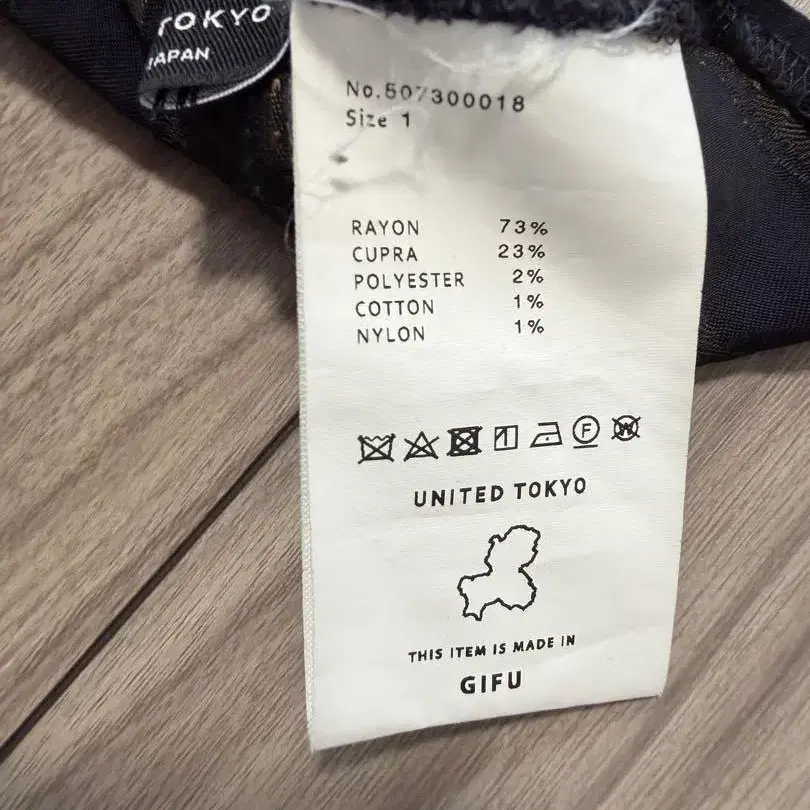 TOKYO
JAPAN
No.507300018
Size 1
RAYON 73%
CUPRA 23%
POLYESTER 2%
COTTON 1%
NYLON 1%
F W
UNITED TOKYO
THIS ITEM IS MADE IN
GIFU